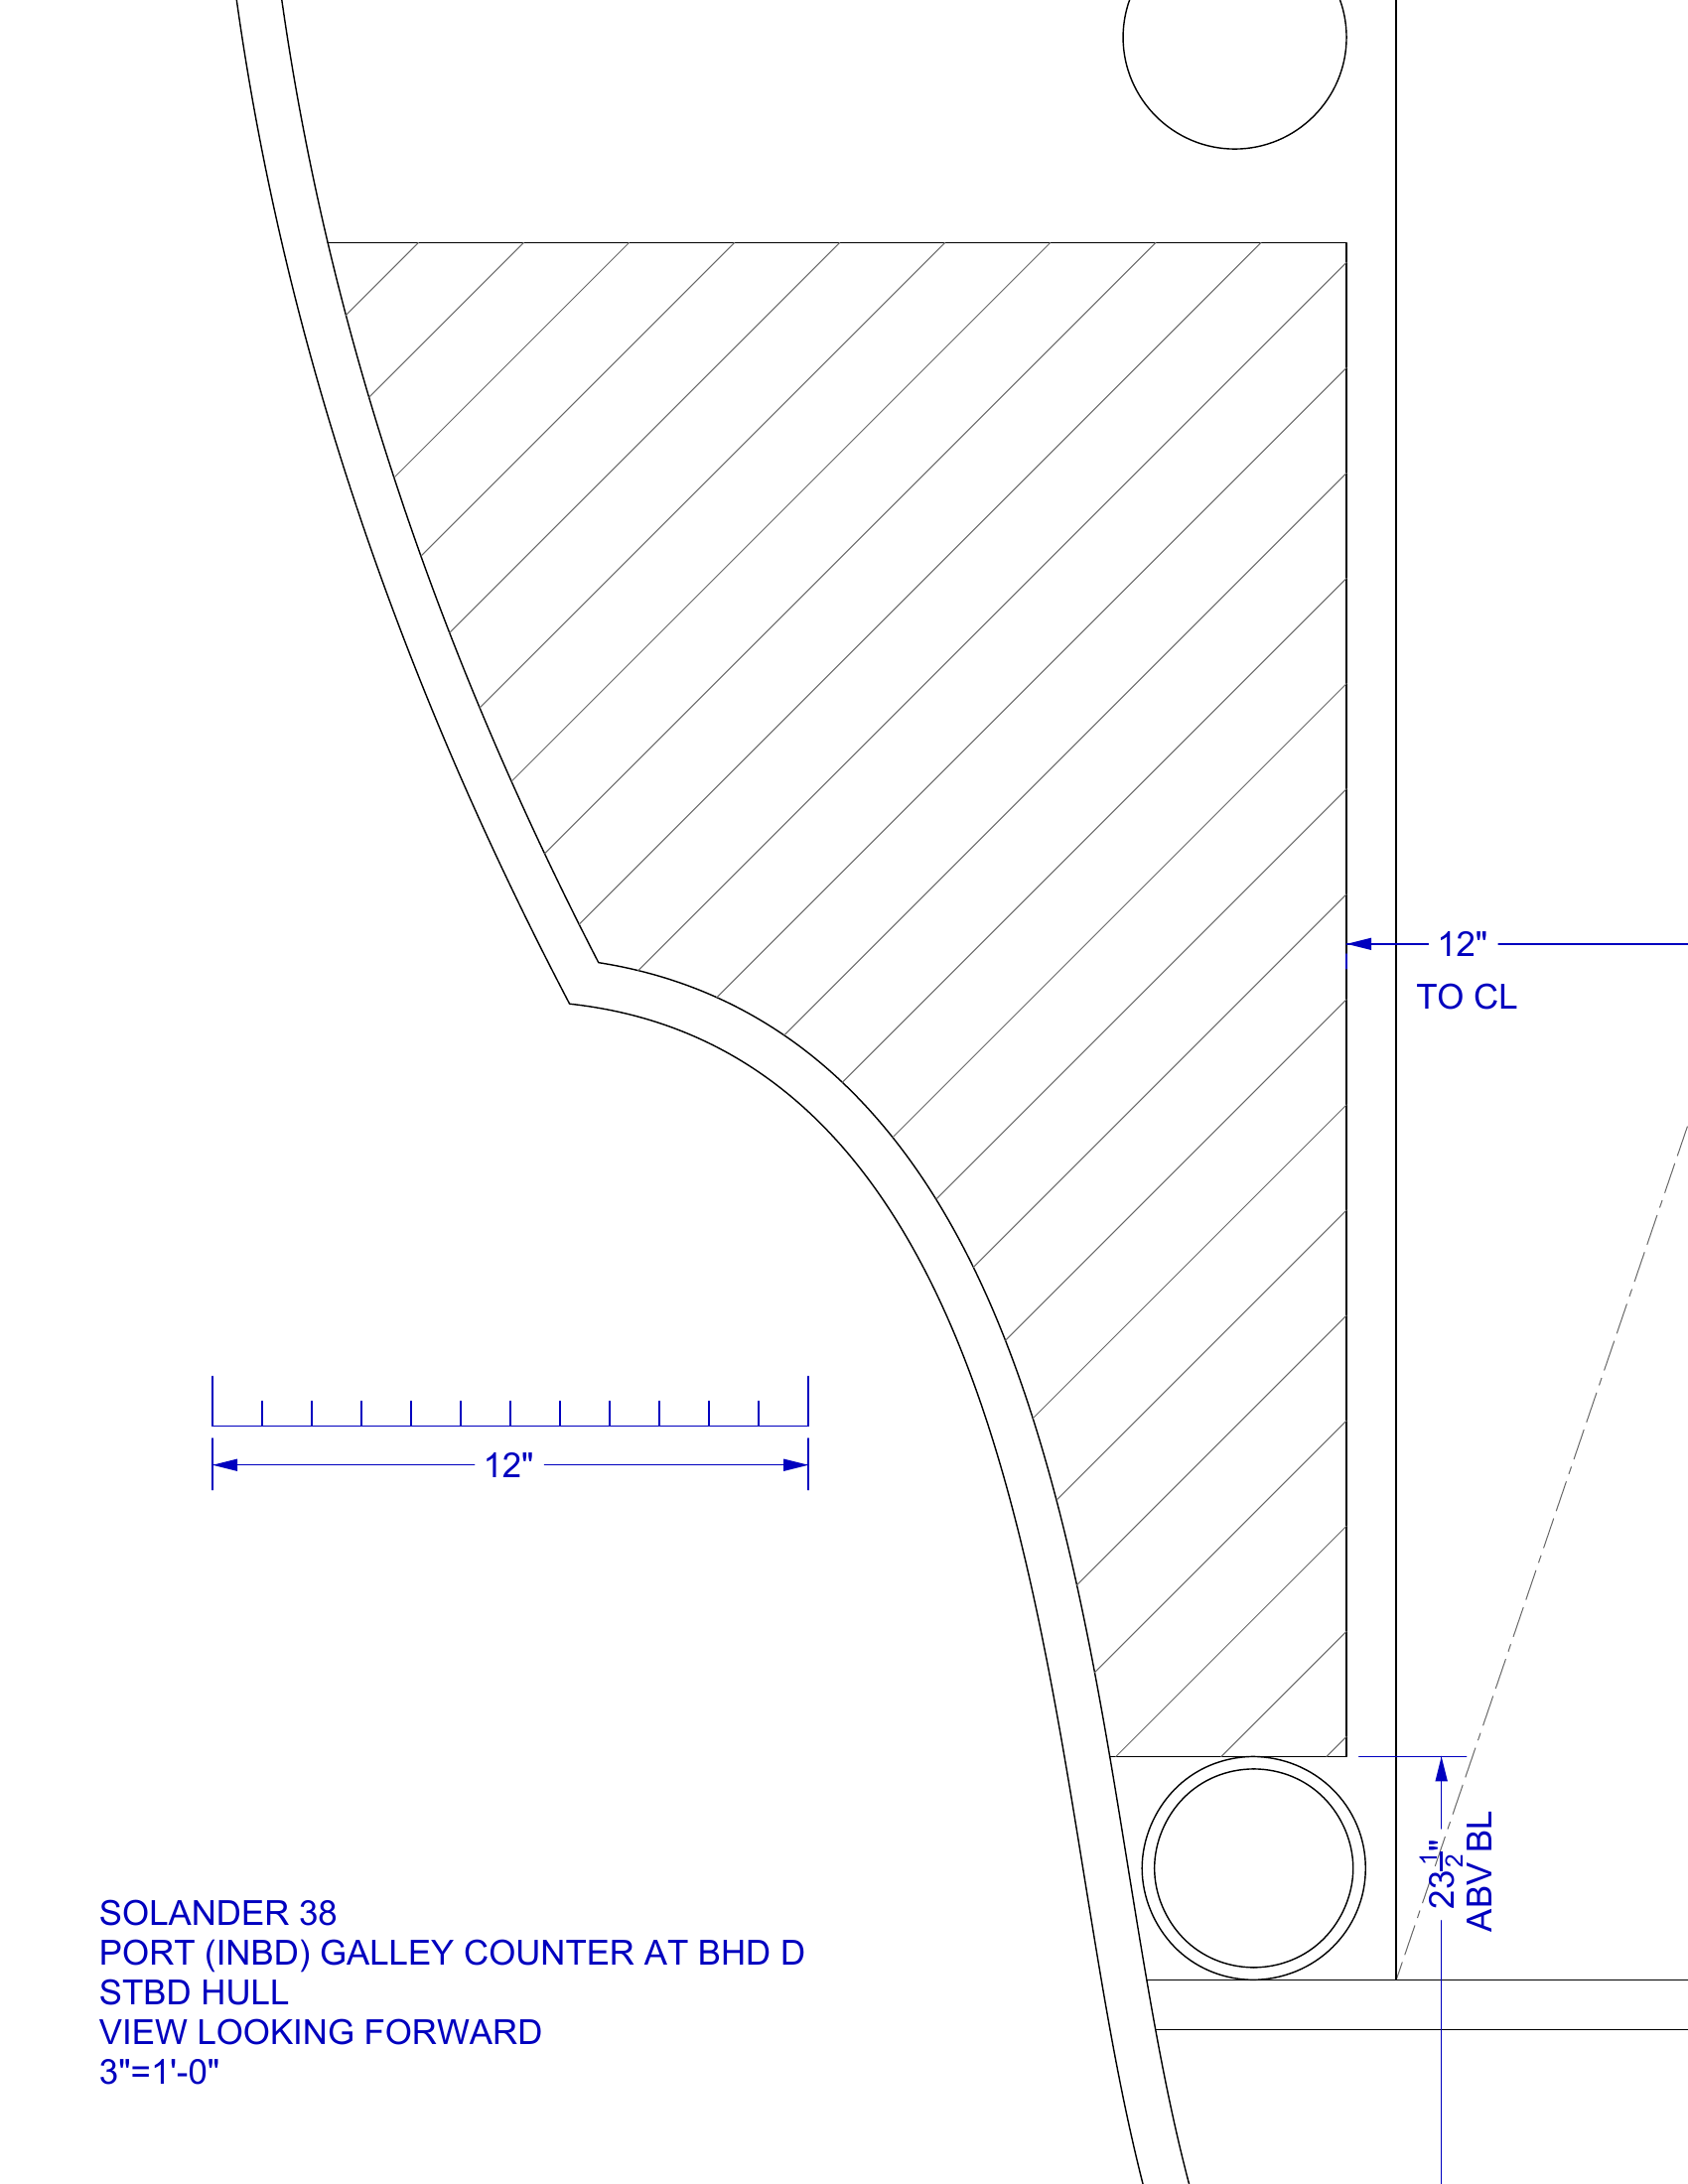 12"
TO CL
12"
23 1/2"
ABV BL
SOLANDER 38
PORT (INBD) GALLEY COUNTER AT BHD D
STBD HULL
VIEW LOOKING FORWARD
3"=1'-0"